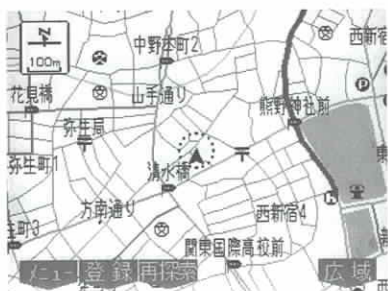 中野本町2
西新宿
100m
花見橋
山手通り
熊野神社前
弥生局
弥生町1
清水橋
方南通り
西新宿4
町3
関東国際高校前
メニュー 登録 再探索 広域